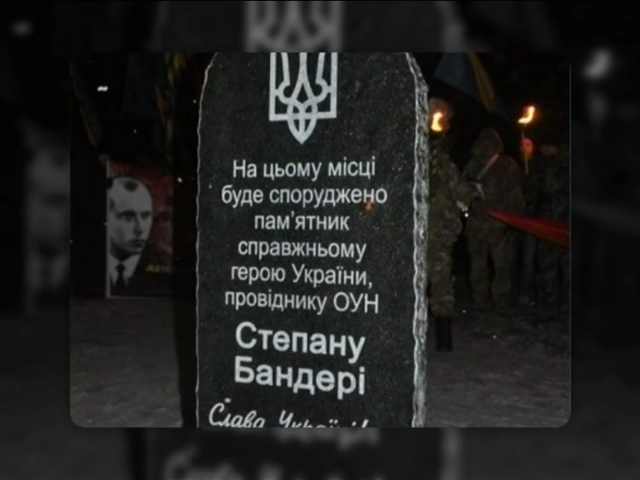 На цьому місці
буде споруджено
пам'ятник
справжньому
герою України,
провіднику ОУН
Степану
Бандері
Слава Україні!